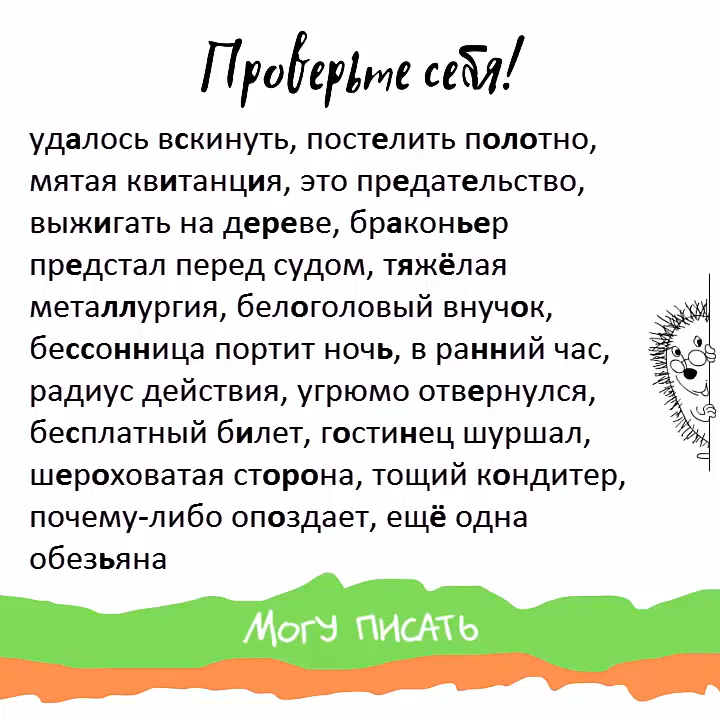 Проверьте себя!
удалось вскинуть, постелить полотно,
мятая квитанция, это предательство,
выжигать на дереве, браконьер
предстал перед судом, тяжёлая
металлургия, белоголовый внучок,
бессонница портит ночь, в ранний час,
радиус действия, угрюмо отвернулся,
бесплатный билет, гостинец шуршал,
шероховатая сторона, тощий кондитер,
почему-либо опоздает, ещё одна
обезьяна
Могу писать